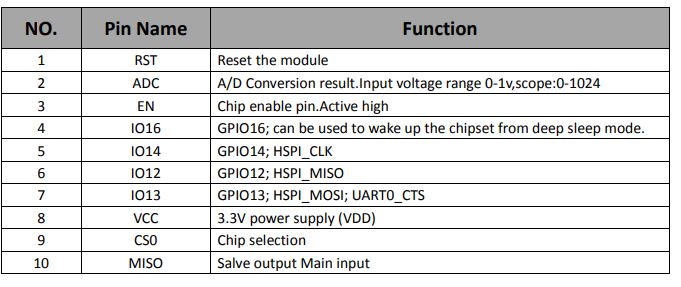 NO. Pin Name Function
1 RST Reset the module
2 ADC A/D Conversion result.Input voltage range 0-1v,scope:0-1024
3 EN Chip enable pin.Active high
4 IO16 GPIO16; can be used to wake up the chipset from deep sleep mode.
5 IO14 GPIO14; HSPI_CLK
6 IO12 GPIO12; HSPI_MISO
7 IO13 GPIO13; HSPI_MOSI; UART0_CTS
8 VCC 3.3V power supply (VDD)
9 CS0 Chip selection
10 MISO Salve output Main input